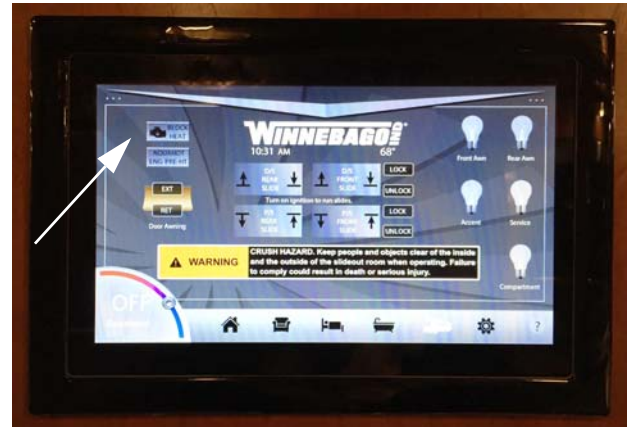 BLOCK
HEAT
WINNEBAGO IND
10:31 AM
68°
AQUAHOT
ENG PRE-HT
Front Awn
Rear Awn
D/S
REAR
SLIDE
D/S
FRONT
SLIDE
LOCK
UNLOCK
EXT
RET
Door Awning
Turn on ignition to run slides.
P/S
REAR
SLIDE
P/S
FRONT
SLIDE
LOCK
UNLOCK
Accent
Service
WARNING
CRUSH HAZARD. Keep people and objects clear of the inside
and the outside of the slideout room when operating. Failure
to comply could result in death or serious injury.
Compartment
OFF
?